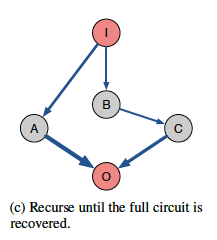 I
B
A
C
O
(c) Recurse until the full circuit is
recovered.